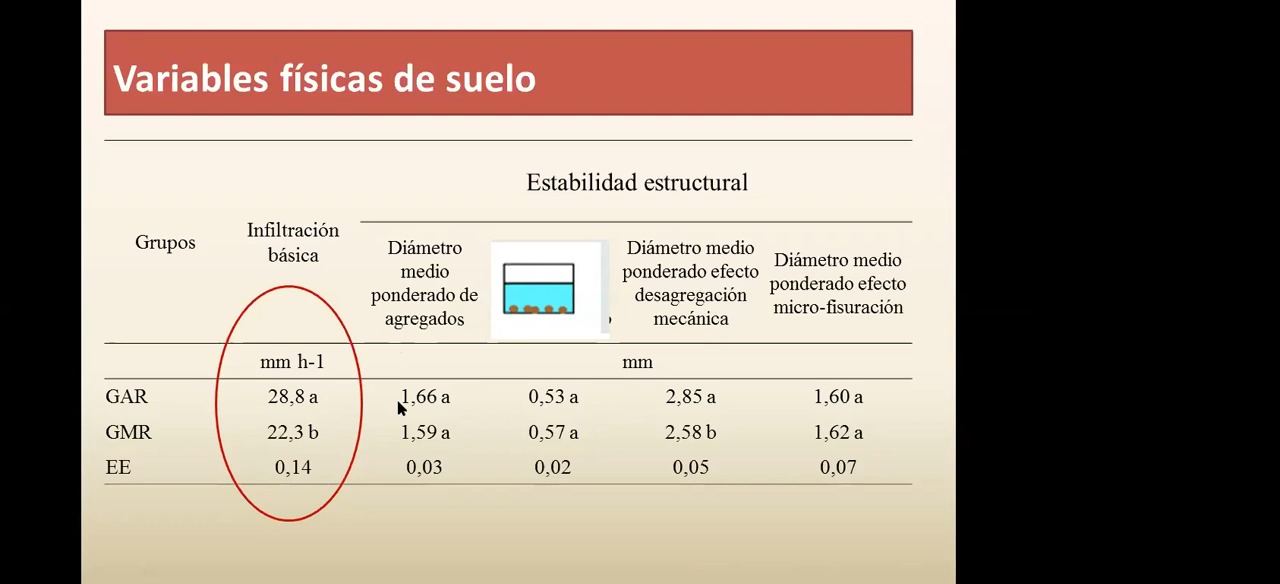 Variables físicas de suelo
Estabilidad estructural
Grupos
Infiltración
básica
Diámetro
medio
ponderado de
agregados
Diámetro medio
ponderado efecto
desagregación
mecánica
Diámetro medio
ponderado efecto
micro-fisuración
mm h-1 mm
GAR 28,8 a 1,66 a 0,53 a 2,85 a 1,60 a
GMR 22,3 b 1,59 a 0,57 a 2,58 b 1,62 a
EE 0,14 0,03 0,02 0,05 0,07